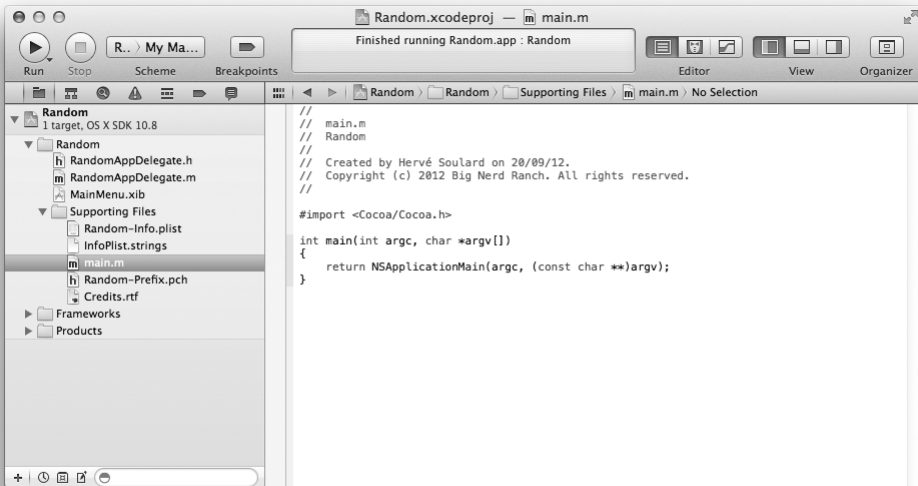 Random.xcodeproj — m main.m
R.. › My Ma...
Finished running Random.app : Random
Run Stop Scheme Breakpoints Editor View Organizer
Random › Random › Supporting Files › m main.m › No Selection
Random
1 target, OS X SDK 10.8
Random
h RandomAppDelegate.h
m RandomAppDelegate.m
MainMenu.xib
Supporting Files
Random-Info.plist
InfoPlist.strings
m main.m
h Random-Prefix.pch
Credits.rtf
Frameworks
Products
//
//  main.m
//  Random
//
//  Created by Hervé Soulard on 20/09/12.
//  Copyright (c) 2012 Big Nerd Ranch. All rights reserved.
//
#import <Cocoa/Cocoa.h>
int main(int argc, char *argv[])
{
    return NSApplicationMain(argc, (const char **)argv);
}